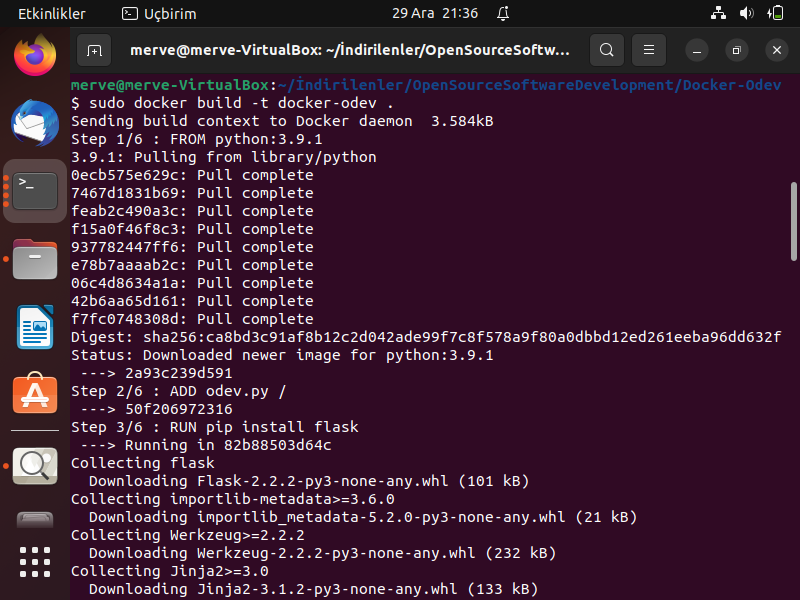 Etkinlikler
Uçbirim
29 Ara 21:36
merve@merve-VirtualBox: ~/İndirilenler/OpenSourceSoftw...
merve@merve-VirtualBox:~/İndirilenler/OpenSourceSoftwareDevelopment/Docker-Odev
$ sudo docker build -t docker-odev .
Sending build context to Docker daemon  3.584kB
Step 1/6 : FROM python:3.9.1
3.9.1: Pulling from library/python
0ecb575e629c: Pull complete
7467d1831b69: Pull complete
feab2c490a3c: Pull complete
f15a0f46f8c3: Pull complete
937782447ff6: Pull complete
e78b7aaaab2c: Pull complete
06c4d8634a1a: Pull complete
42b6aa65d161: Pull complete
f7fc0748308d: Pull complete
Digest: sha256:ca8bd3c91af8b12c2d042ade99f7c8f578a9f80a0dbbd12ed261eeba96dd632f
Status: Downloaded newer image for python:3.9.1
 ---> 2a93c239d591
Step 2/6 : ADD odev.py /
 ---> 50f206972316
Step 3/6 : RUN pip install flask
 ---> Running in 82b88503d64c
Collecting flask
  Downloading Flask-2.2.2-py3-none-any.whl (101 kB)
Collecting importlib-metadata>=3.6.0
  Downloading importlib_metadata-5.2.0-py3-none-any.whl (21 kB)
Collecting Werkzeug>=2.2.2
  Downloading Werkzeug-2.2.2-py3-none-any.whl (232 kB)
Collecting Jinja2>=3.0
  Downloading Jinja2-3.1.2-py3-none-any.whl (133 kB)